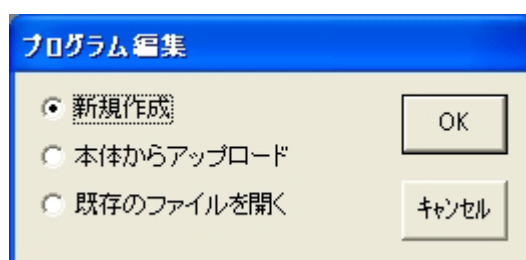 プログラム編集
新規作成
OK
本体からアップロード
既存のファイルを開く
キャンセル